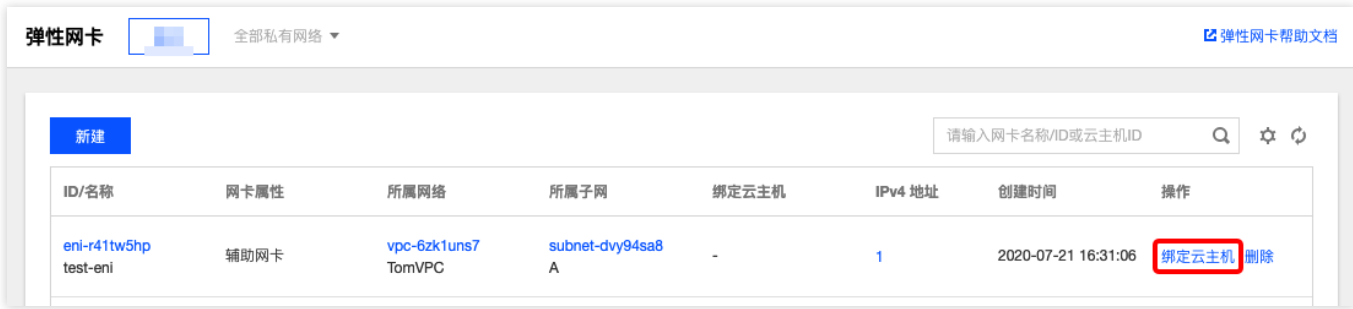 弹性网卡 全部私有网络 弹性网卡帮助文档
新建 请输入网卡名称/ID或云主机ID
ID/名称 网卡属性 所属网络 所属子网 绑定云主机 IPv4 地址 创建时间 操作
eni-r41tw5hp vpc-6zk1uns7 subnet-dvy94sa8
辅助网卡 - 1 2020-07-21 16:31:06 绑定云主机 删除
test-eni TomVPC A